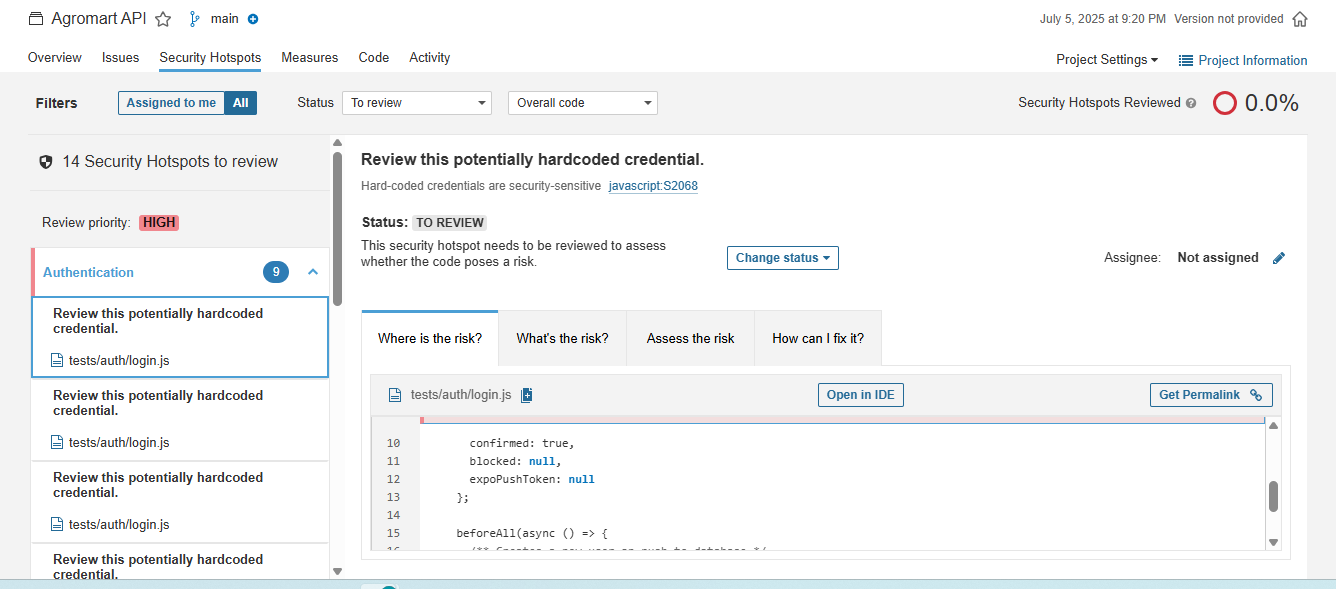 Agromart API main
July 5, 2025 at 9:20 PM Version not provided
Overview Issues Security Hotspots Measures Code Activity
Project Settings Project Information
Filters Assigned to me All Status To review Overall code Security Hotspots Reviewed ? 0.0%
14 Security Hotspots to review
Review priority: HIGH
Authentication 9
Review this potentially hardcoded
credential.
tests/auth/login.js
Review this potentially hardcoded
credential.
tests/auth/login.js
Review this potentially hardcoded
credential.
tests/auth/login.js
Review this potentially hardcoded
credential.
Review this potentially hardcoded credential.
Hard-coded credentials are security-sensitive javascript:S2068
Status: TO REVIEW
This security hotspot needs to be reviewed to assess
whether the code poses a risk.
Change status
Assignee: Not assigned
Where is the risk? What's the risk? Assess the risk How can I fix it?
tests/auth/login.js Open in IDE Get Permalink
10 confirmed: true,
11 blocked: null,
12 expoPushToken: null
13 };
14
15 beforeAll(async () => {